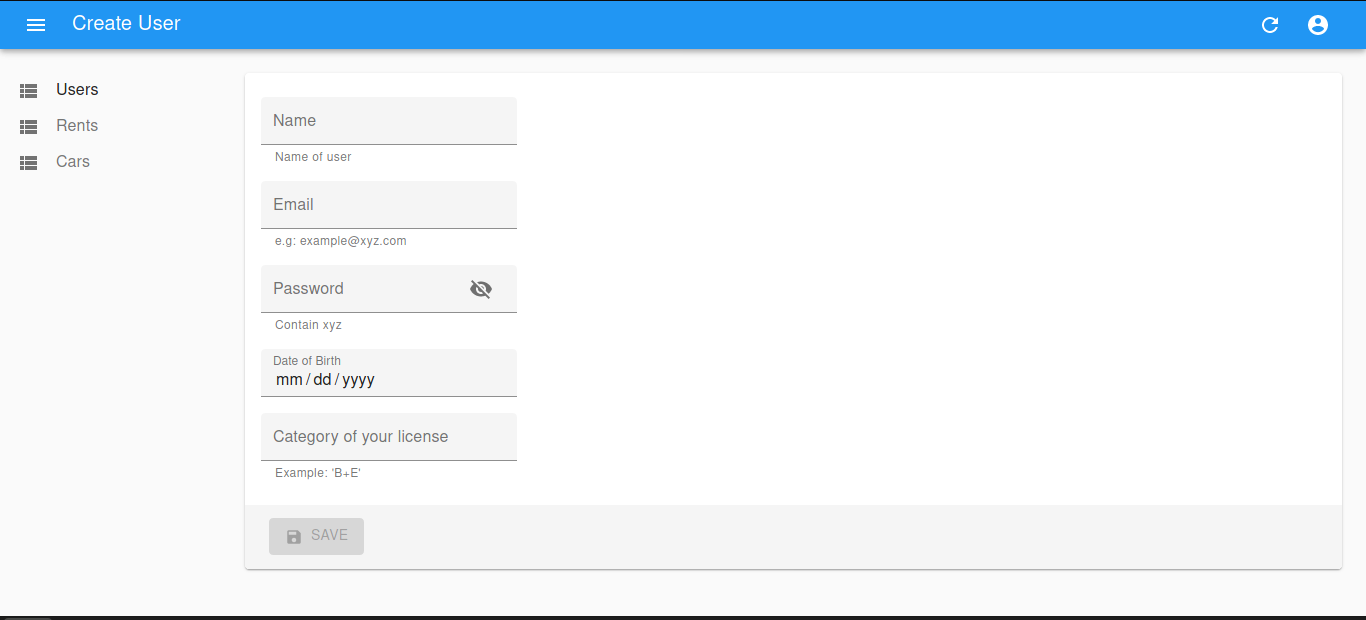 Create User
Users
Rents
Cars
Name
Name of user
Email
e.g: example@xyz.com
Password
Contain xyz
Date of Birth
mm/dd/yyyy
Category of your license
Example: 'B+E'
SAVE